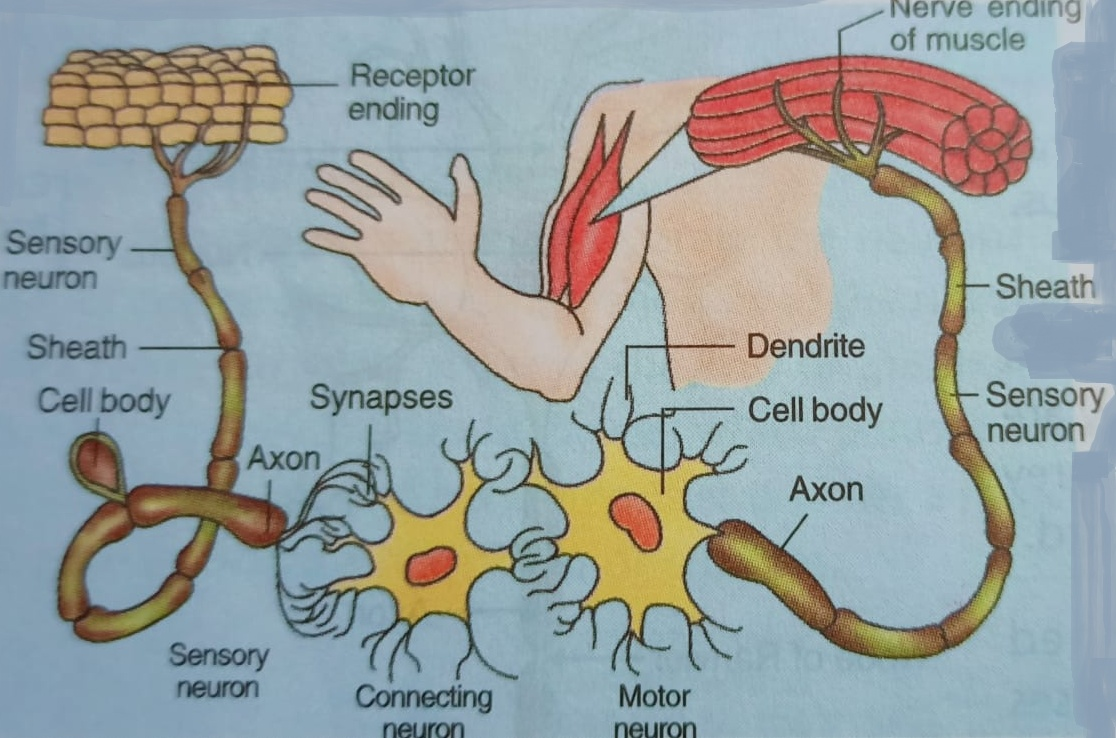 Nerve ending
of muscle
Receptor
ending
Sensory
neuron
Sheath
Sheath
Dendrite
Cell body
Synapses
Cell body
Sensory
neuron
Axon
Axon
Sensory
neuron
Connecting
neuron
Motor
neuron